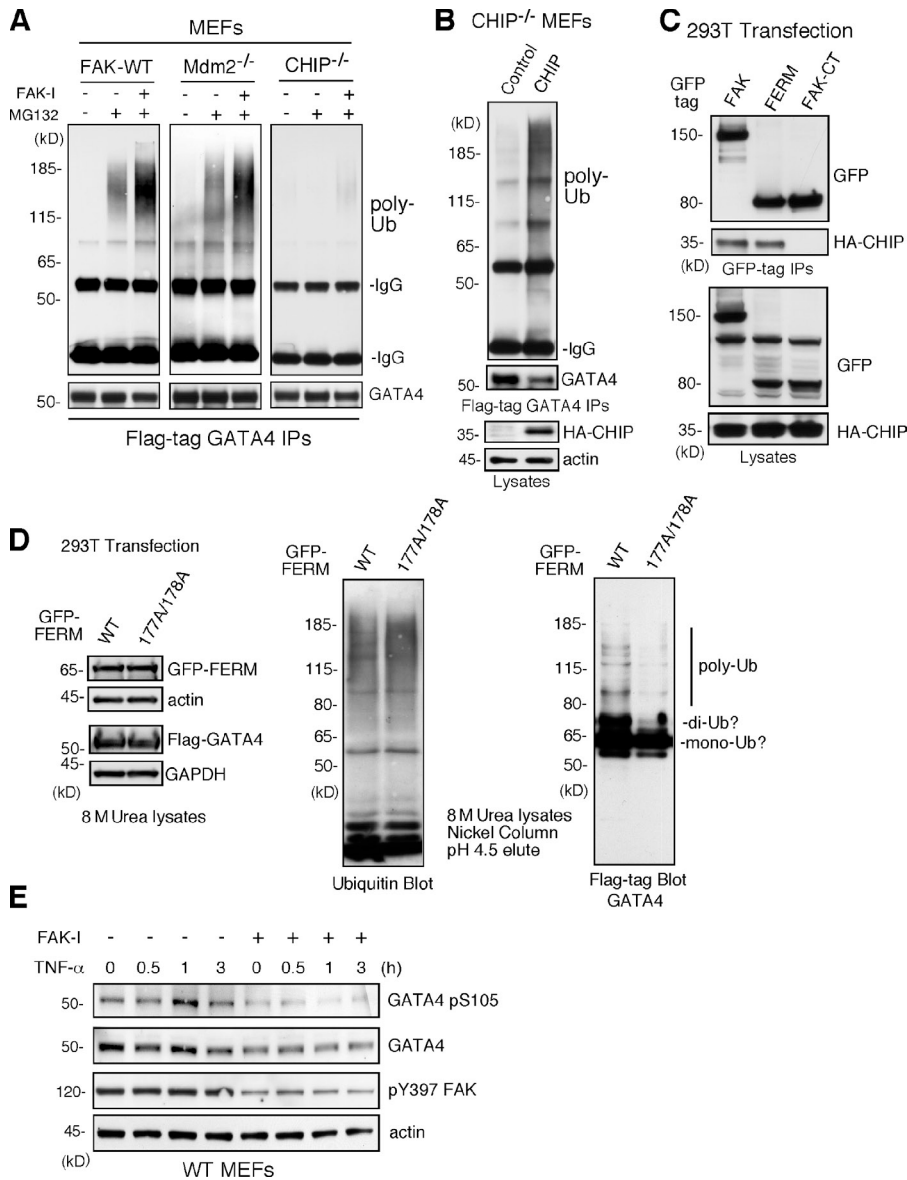 A
MEFs
FAK-WT Mdm2-/- CHIP-/-
FAK-I - - + - - + - - +
MG132 - + + - + + - + +
(kD)
185-
115-
65-
50-
poly-
Ub
-IgG
-IgG
50-
GATA4
Flag-tag GATA4 IPs
B
CHIP-/- MEFs
Control CHIP
(kD)
185-
115-
65-
50-
poly-
Ub
-IgG
50-
GATA4
Flag-tag GATA4 IPs
35-
HA-CHIP
45-
actin
Lysates
C
293T Transfection
GFP
tag
FAK FERM FAK-CT
150-
80-
GFP
35-
HA-CHIP
(kD)
GFP-tag IPs
150-
80-
GFP
35-
HA-CHIP
(kD)
Lysates
D
293T Transfection
GFP-
FERM
WT 177A/178A
65-
GFP-FERM
45-
actin
50-
Flag-GATA4
45-
GAPDH
(kD)
8 M Urea lysates
GFP-
FERM
WT 177A/178A
185-
115-
80-
65-
50-
(kD)
Ubiquitin Blot
8 M Urea lysates
Nickel Column
pH 4.5 elute
GFP-
FERM
WT 177A/178A
185-
115-
80-
65-
50-
(kD)
poly-Ub
-di-Ub?
-mono-Ub?
Flag-tag Blot
GATA4
E
FAK-I - - - - + + + +
TNF-α 0 0.5 1 3 0 0.5 1 3 (h)
50-
GATA4 pS105
50-
GATA4
120-
pY397 FAK
45-
actin
(kD)
WT MEFs